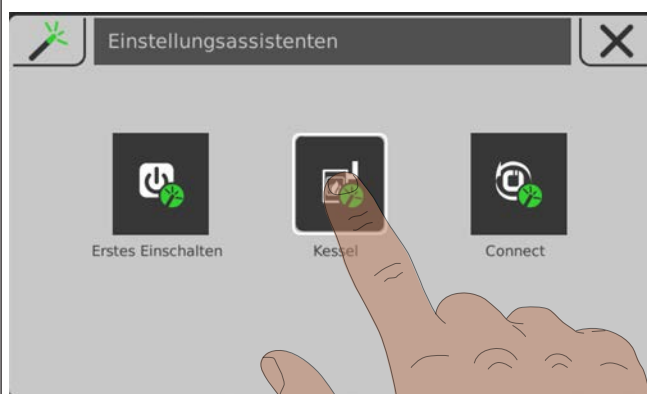 Einstellungsassistenten
Erstes Einschalten
Kessel
Connect